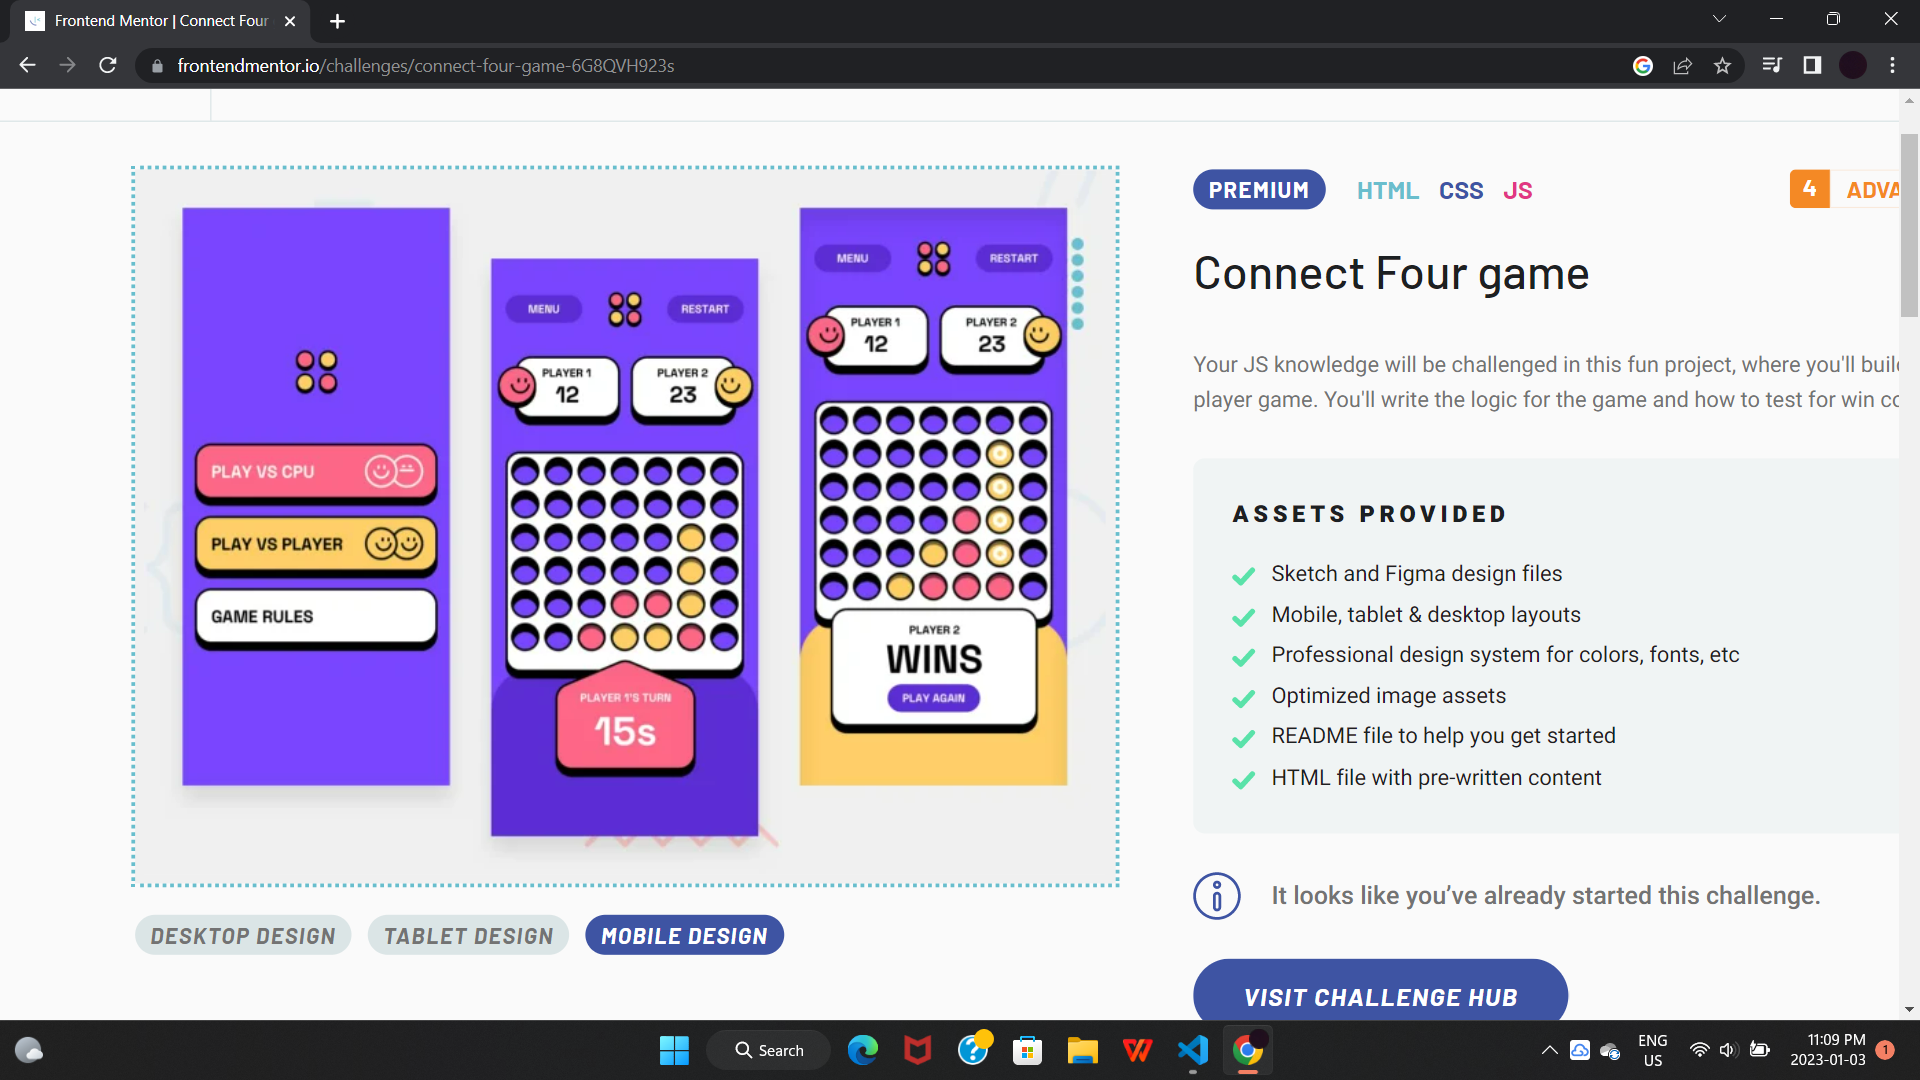 Frontend Mentor | Connect Four
frontendmentor.io/challenges/connect-four-game-6G8QVH923s
MENU
RESTART
PLAYER 1
12
PLAYER 2
23
PLAY VS CPU
PLAY VS PLAYER
GAME RULES
MENU
RESTART
PLAYER 1
12
PLAYER 2
23
PLAYER 1'S TURN
15s
PLAYER 2
WINS
PLAY AGAIN
DESKTOP DESIGN
TABLET DESIGN
MOBILE DESIGN
PREMIUM HTML CSS JS
4 ADVA
Connect Four game
Your JS knowledge will be challenged in this fun project, where you'll buil
player game. You'll write the logic for the game and how to test for win co
ASSETS PROVIDED
Sketch and Figma design files
Mobile, tablet & desktop layouts
Professional design system for colors, fonts, etc
Optimized image assets
README file to help you get started
HTML file with pre-written content
It looks like you’ve already started this challenge.
VISIT CHALLENGE HUB
Search
ENG
US
11:09 PM
2023-01-03
1